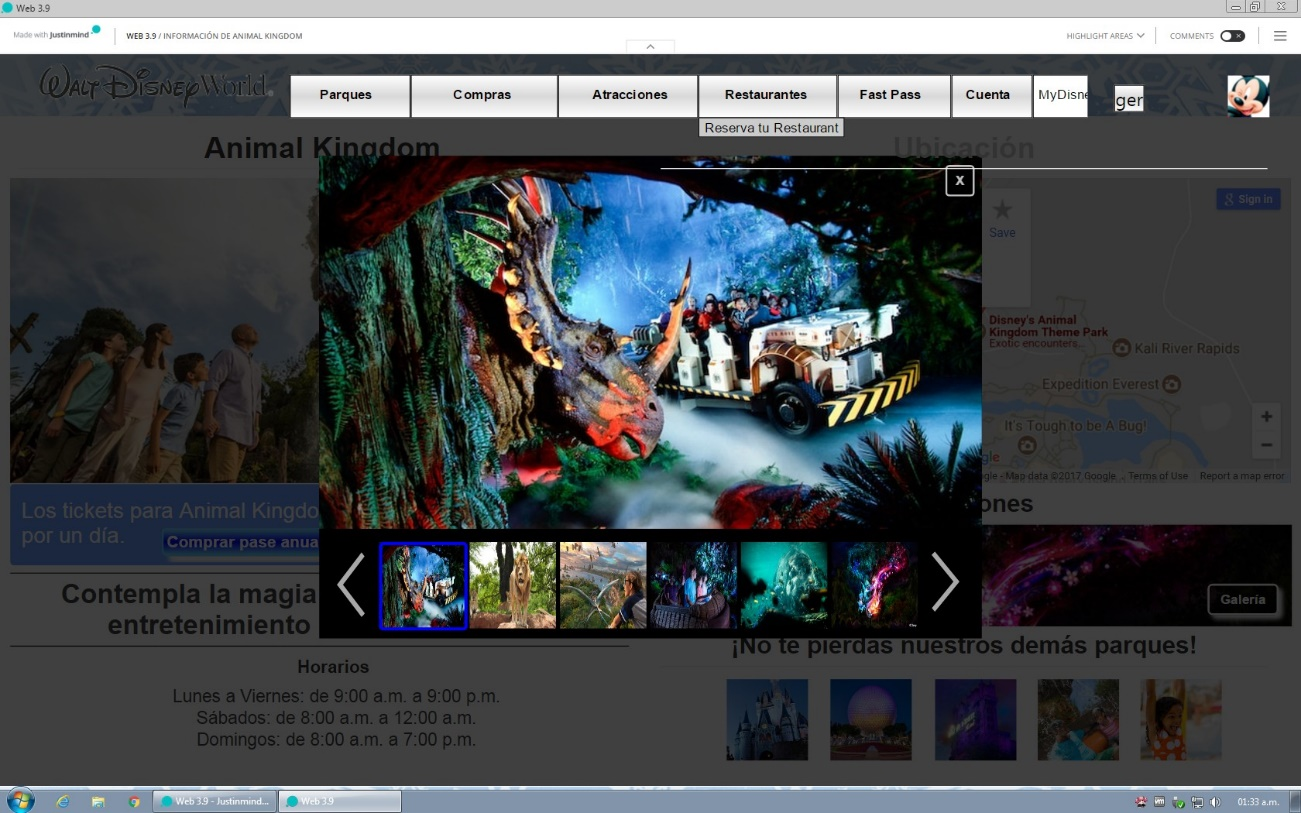 Web 3.9
Made with Justinmind
WEB 3.9 / INFORMACIÓN DE ANIMAL KINGDOM
HIGHLIGHT AREAS
COMMENTS
Walt Disney World
Parques
Compras
Atracciones
Restaurantes
Fast Pass
Cuenta
MyDisne
ger
Reserva tu Restaurant
Animal Kingdom
Ubicación
X
Sign in
Save
Disney's Animal
Kingdom Theme Park
Exotic encounters...
Kali River Rapids
Expedition Everest
It's Tough to be A Bug!
gle
gle - Map data ©2017 Google
Terms of Use
Report a map error
Los tickets para Animal Kingdo
por un día.
Comprar pase anua
ones
Galería
Contempla la magia
entretenimiento
¡No te pierdas nuestros demás parques!
Horarios
Lunes a Viernes: de 9:00 a.m. a 9:00 p.m.
Sábados: de 8:00 a.m. a 12:00 a.m.
Domingos: de 8:00 a.m. a 7:00 p.m.
Web 3.9 - Justinmind...
Web 3.9
01:33 a.m.